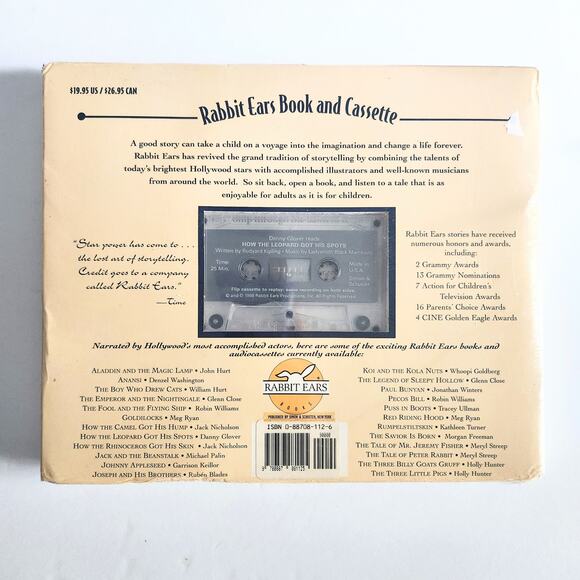 $19.95 US / $26.95 CAN
Rabbit Ears Book and Cassette
A good story can take a child on a voyage into the imagination and change a life forever.
Rabbit Ears has revived the grand tradition of storytelling by combining the talents of
today's brightest Hollywood stars with accomplished illustrators and well-known musicians
from around the world. So sit back, open a book, and listen to a tale that is as
enjoyable for adults as it is for children.
"Star power has come to . . .
the lost art of storytelling.
Credit goes to a company
called Rabbit Ears."
—Time
Danny Glover reads
HOW THE LEOPARD GOT HIS SPOTS
Written by Rudyard Kipling • Music by Ladysmith Black Mambazo
Time:
25 Min.
Made in
U.S.A.
Flip cassette to replay; same recording on both sides.
Rabbit Ears stories have received
numerous honors and awards,
including:
2 Grammy Awards
13 Grammy Nominations
7 Action for Children's
Television Awards
16 Parents' Choice Awards
4 CINE Golden Eagle Awards
Narrated by Hollywood's most accomplished actors, here are some of the exciting Rabbit Ears books and
audiocassettes currently available:
Aladdin and the Magic Lamp • John Hurt
Anansi • Denzel Washington
The Boy Who Drew Cats • William Hurt
The Emperor and the Nightingale • Glenn Close
The Fool and the Flying Ship • Robin Williams
Goldilocks • Meg Ryan
How the Camel Got His Hump • Jack Nicholson
How the Leopard Got His Spots • Danny Glover
How the Rhinoceros Got His Skin • Jack Nicholson
Jack and the Beanstalk • Michael Palin
Johnny Appleseed • Garrison Keillor
Joseph and His Brothers • Rubén Blades
RABBIT EARS
BOOKS
PUBLISHED BY SIMON & SCHUSTER, NEW YORK
ISBN 0-88708-112-6
90000
9 780887 081125
Koi and the Kola Nuts • Whoopi Goldberg
The Legend of Sleepy Hollow • Glenn Close
Paul Bunyan • Jonathan Winters
Pecos Bill • Robin Williams
Puss in Boots • Tracey Ullman
Red Riding Hood • Meg Ryan
Rumpelstiltskin • Kathleen Turner
The Savior Is Born • Morgan Freeman
The Tale of Mr. Jeremy Fisher • Meryl Streep
The Tale of Peter Rabbit • Meryl Streep
The Three Billy Goats Gruff • Holly Hunter
The Three Little Pigs • Holly Hunter